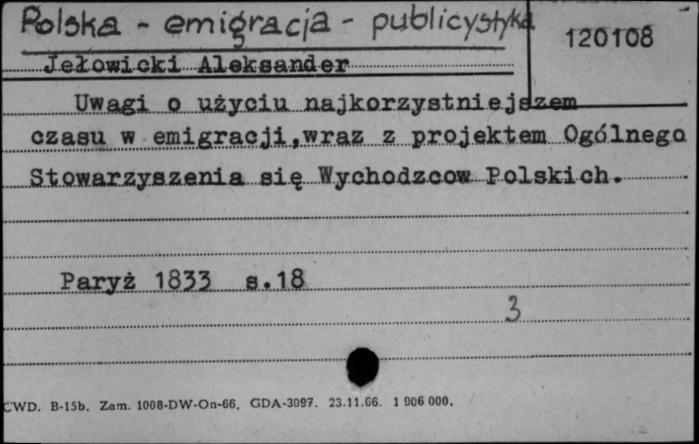 Polska - emigracja - publicystyka
120108
Jełowicki Aleksander
Uwagi o użyciu najkorzystniejszem
czasu w emigracji,wraz z projektem Ogólnego
Stowarzyszenia się Wychodzcow Polskich.
Paryż 1833 s.18
3
CWD. B-15b. Zam. 1008-DW-On-66. GDA-3097. 23.11.66. 1 906 000.